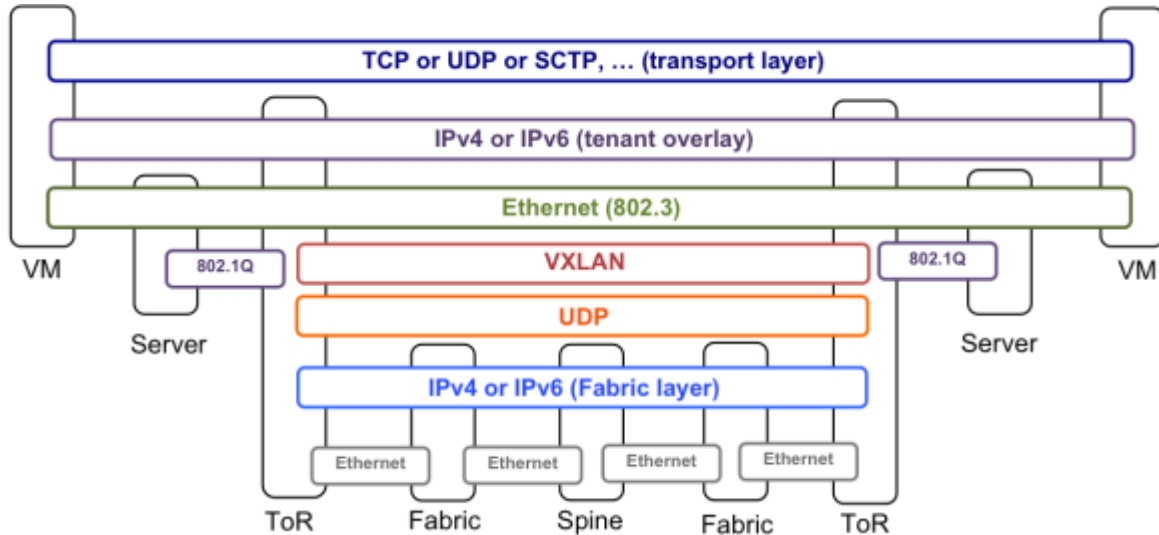 TCP or UDP or SCTP, ... (transport layer)
IPv4 or IPv6 (tenant overlay)
Ethernet (802.3)
VM
802.1Q
VXLAN
802.1Q
VM
UDP
Server
Server
IPv4 or IPv6 (Fabric layer)
Ethernet
Ethernet
Ethernet
Ethernet
ToR
Fabric
Spine
Fabric
ToR